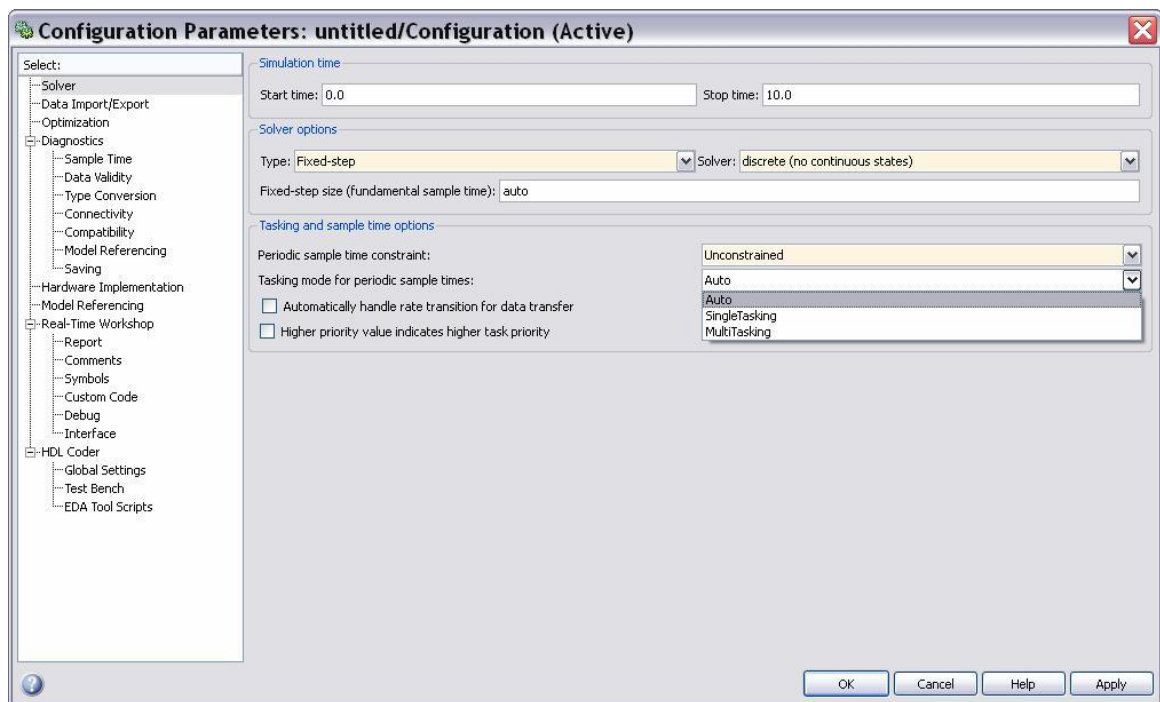 Configuration Parameters: untitled/Configuration (Active)
Select:
Solver
Data Import/Export
Optimization
Diagnostics
Sample Time
Data Validity
Type Conversion
Connectivity
Compatibility
Model Referencing
Saving
Hardware Implementation
Model Referencing
Real-Time Workshop
Report
Comments
Symbols
Custom Code
Debug
Interface
HDL Coder
Global Settings
Test Bench
EDA Tool Scripts
Simulation time
Start time: 0.0 Stop time: 10.0
Solver options
Type: Fixed-step Solver: discrete (no continuous states)
Fixed-step size (fundamental sample time): auto
Tasking and sample time options
Periodic sample time constraint: Unconstrained
Tasking mode for periodic sample times: Auto
Auto
SingleTasking
MultiTasking
Automatically handle rate transition for data transfer
Higher priority value indicates higher task priority
OK Cancel Help Apply